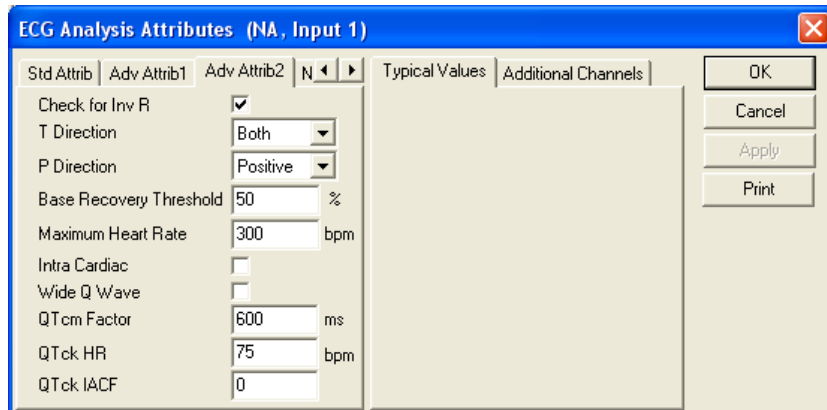 ECG Analysis Attributes (NA, Input 1)
Std Attrib Adv Attrib1 Adv Attrib2 N
Check for Inv R
T Direction Both
P Direction Positive
Base Recovery Threshold 50 %
Maximum Heart Rate 300 bpm
Intra Cardiac
Wide Q Wave
QTcm Factor 600 ms
QTck HR 75 bpm
QTck IACF 0
Typical Values Additional Channels
OK
Cancel
Apply
Print